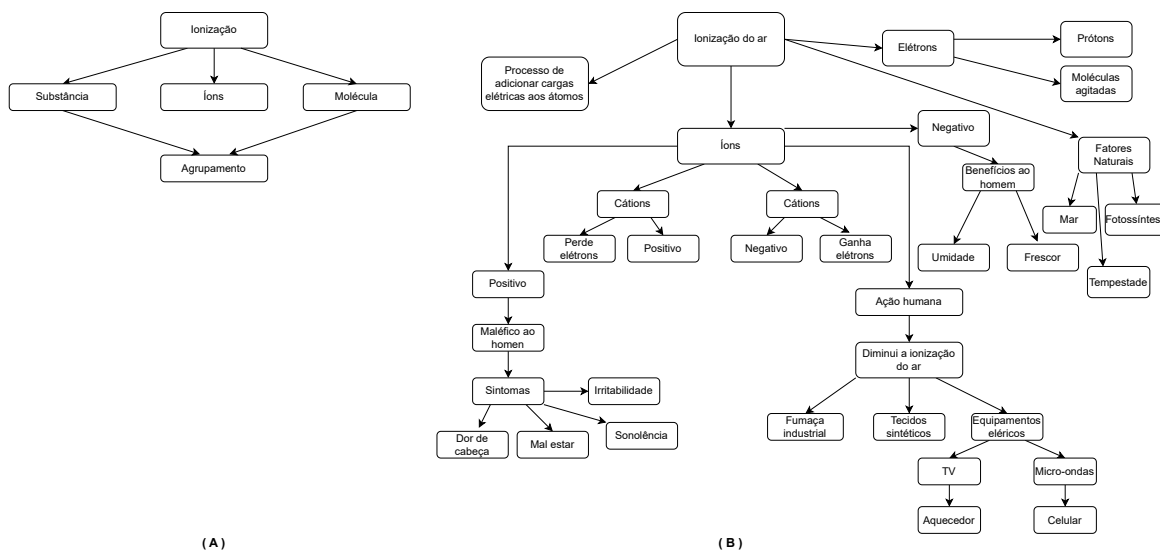 Ionização
Substância
Íons
Molécula
Agrupamento
( A )
Ionização do ar
Processo de
adicionar cargas
elétricas aos átomos
Elétrons
Prótons
Moléculas
agitadas
Íons
Negativo
Benefícios ao
homem
Umidade
Frescor
Fatores
Naturais
Mar
Fotossíntes
Tempestade
Cátions
Perde
elétrons
Positivo
Cátions
Negativo
Ganha
elétrons
Positivo
Maléfico ao
homen
Sintomas
Irritabilidade
Dor de
cabeça
Mal estar
Sonolência
Ação humana
Diminui a ionização
do ar
Fumaça
industrial
Tecidos
sintéticos
Equipamentos
eléricos
TV
Micro-ondas
Aquecedor
Celular
( B )